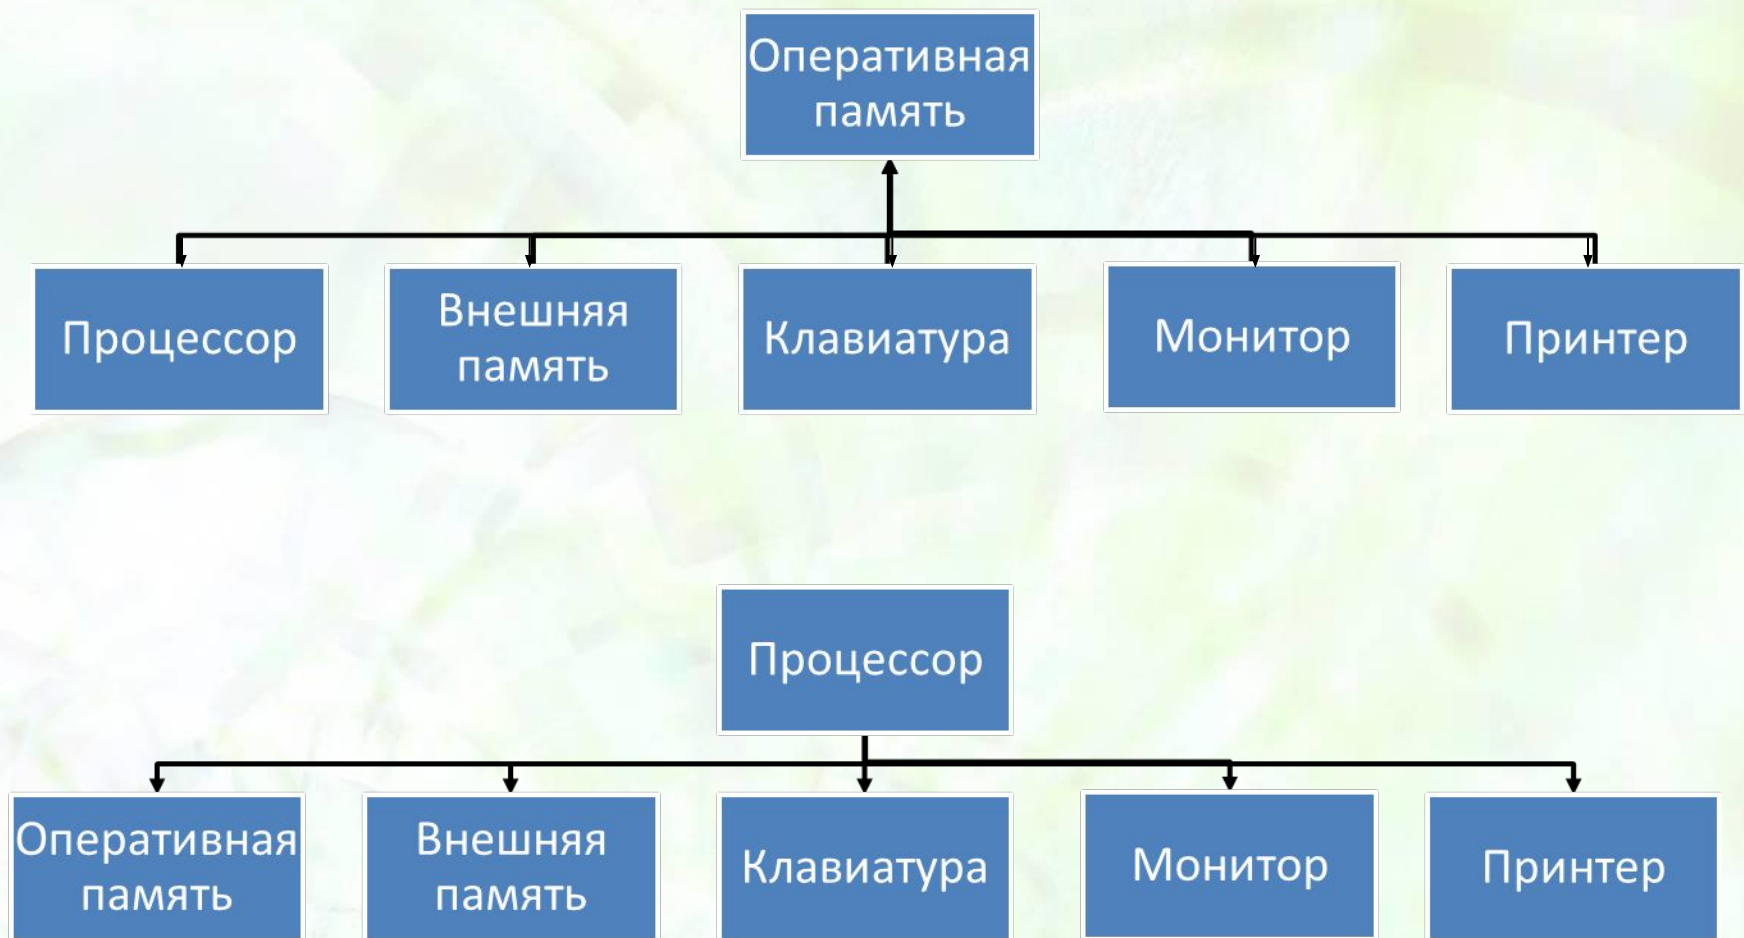 Оперативная
память
Процессор
Внешняя
память
Клавиатура
Монитор
Принтер
Процессор
Оперативная
память
Внешняя
память
Клавиатура
Монитор
Принтер